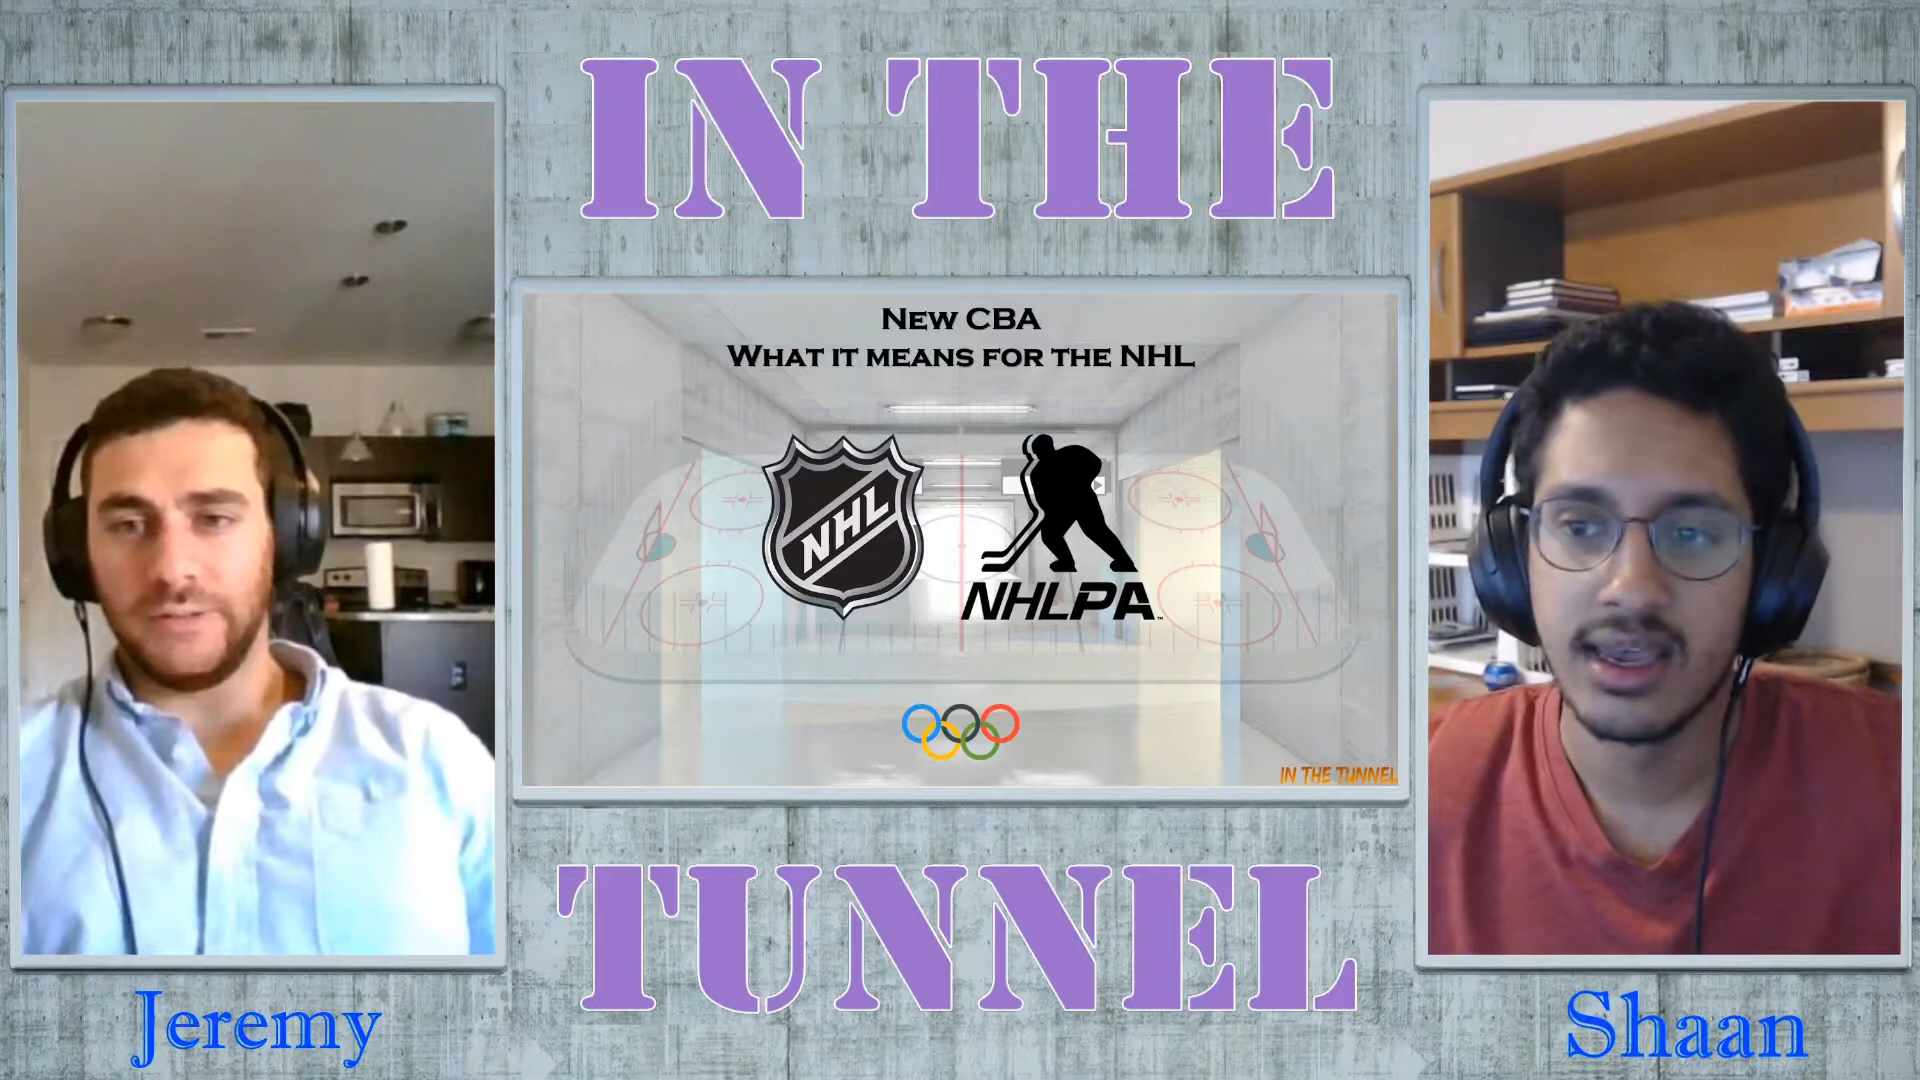 IN THE
New CBA
What it means for the NHL
NHL
NHLPA
IN THE TUNNEL
TUNNEL
Jeremy
Shaan